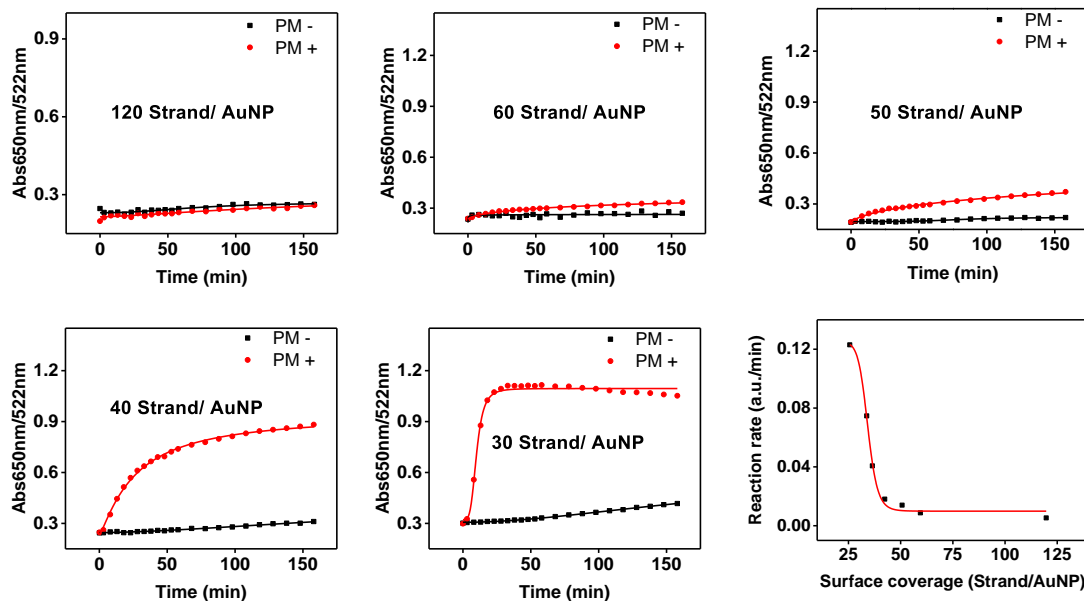 PM -
PM +
120 Strand/ AuNP
Abs650nm/522nm
0.9
0.6
0.3
0 50 100 150
Time (min)
PM -
PM +
60 Strand/ AuNP
Abs650nm/522nm
1.2
0.9
0.6
0.3
0 50 100 150
Time (min)
PM -
PM +
50 Strand/ AuNP
Abs650nm/522nm
1.2
0.9
0.6
0.3
0 50 100 150
Time (min)
PM -
PM +
40 Strand/ AuNP
Abs650nm/522nm
1.2
0.9
0.6
0.3
0 50 100 150
Time (min)
PM -
PM +
30 Strand/ AuNP
Abs650nm/522nm
1.2
0.9
0.6
0.3
0 50 100 150
Time (min)
Reaction rate (a.u./min)
0.12
0.08
0.04
0.00
25 50 75 100 125
Surface coverage (Strand/AuNP)